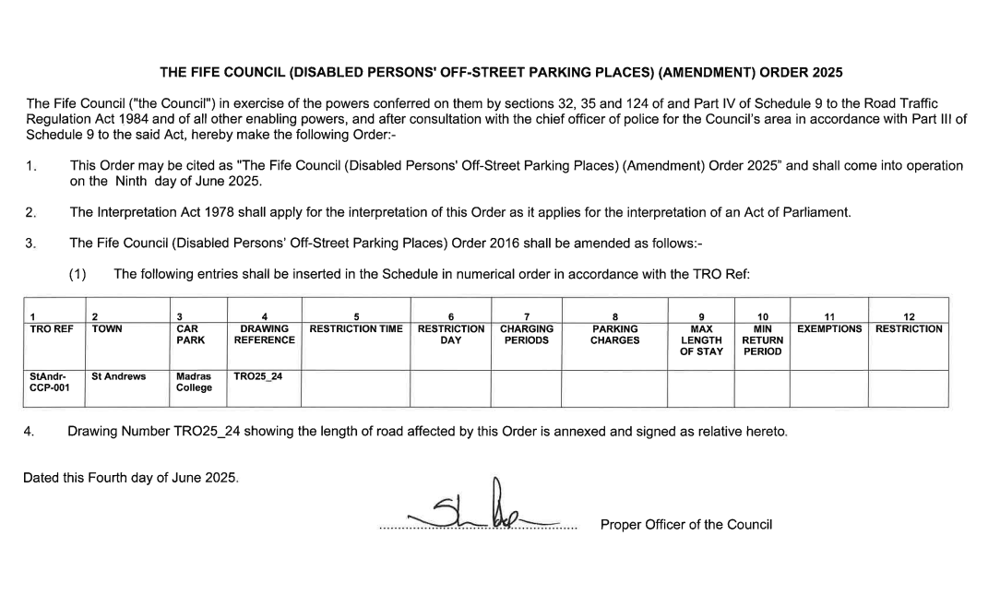 THE FIFE COUNCIL (DISABLED PERSONS' OFF-STREET PARKING PLACES) (AMENDMENT) ORDER 2025
The Fife Council ("the Council") in exercise of the powers conferred on them by sections 32, 35 and 124 of and Part IV of Schedule 9 to the Road Traffic
Regulation Act 1984 and of all other enabling powers, and after consultation with the chief officer of police for the Council's area in accordance with Part III of
Schedule 9 to the said Act, hereby make the following Order:-
1. This Order may be cited as "The Fife Council (Disabled Persons' Off-Street Parking Places) (Amendment) Order 2025" and shall come into operation
on the Ninth day of June 2025.
2. The Interpretation Act 1978 shall apply for the interpretation of this Order as it applies for the interpretation of an Act of Parliament.
3. The Fife Council (Disabled Persons' Off-Street Parking Places) Order 2016 shall be amended as follows:-
(1) The following entries shall be inserted in the Schedule in numerical order in accordance with the TRO Ref:
1 2 3 4 5 6 7 8 9 10 11 12
TRO REF TOWN CAR DRAWING RESTRICTION TIME RESTRICTION CHARGING PARKING MAX MIN EXEMPTIONS RESTRICTION
PARK REFERENCE DAY PERIODS CHARGES LENGTH RETURN
OF STAY PERIOD
StAndr- St Andrews Madras TRO25_24
CCP-001 College
4. Drawing Number TRO25_24 showing the length of road affected by this Order is annexed and signed as relative hereto.
Dated this Fourth day of June 2025.
Proper Officer of the Council